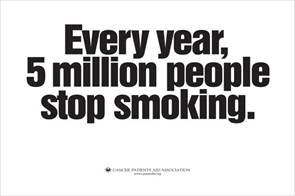 Every year,
5 million people
stop smoking.
CANCER PATIENTS AID ASSOCIATION